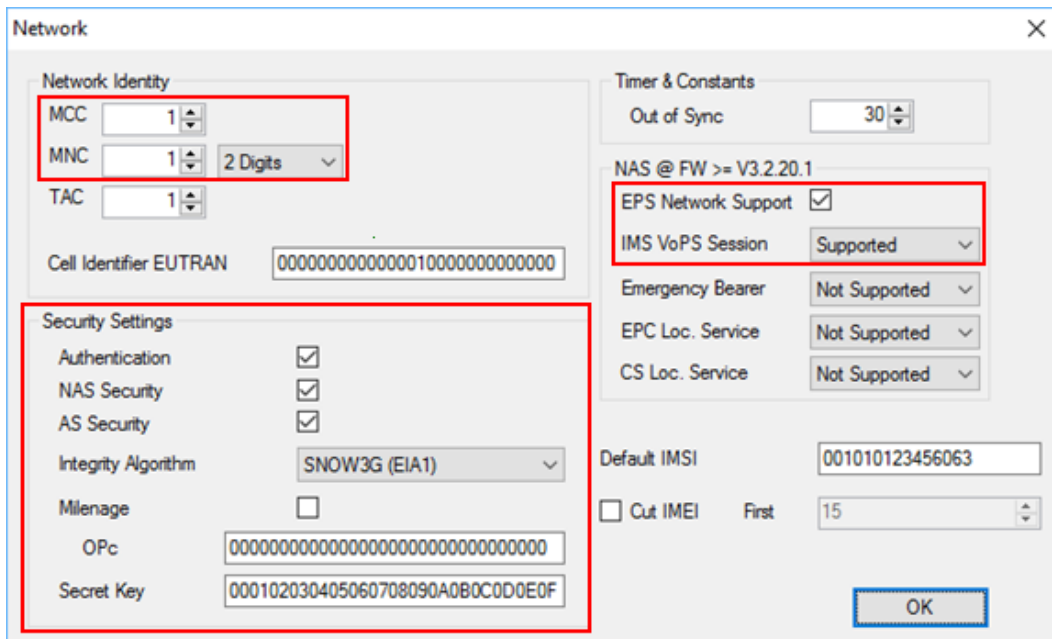 Network
Network Identity
MCC 1
MNC 1 2 Digits
TAC 1
Cell Identifier EUTRAN 0000000000000010000000000000
Security Settings
Authentication
NAS Security
AS Security
Integrity Algorithm SNOW3G (EIA1)
Milenage
OPc 00000000000000000000000000000000
Secret Key 000102030405060708090A0B0C0D0E0F
Timer & Constants
Out of Sync 30
NAS @ FW >= V3.2.20.1
EPS Network Support
IMS VoPS Session Supported
Emergency Bearer Not Supported
EPC Loc. Service Not Supported
CS Loc. Service Not Supported
Default IMSI 001010123456063
Cut IMEI First 15
OK